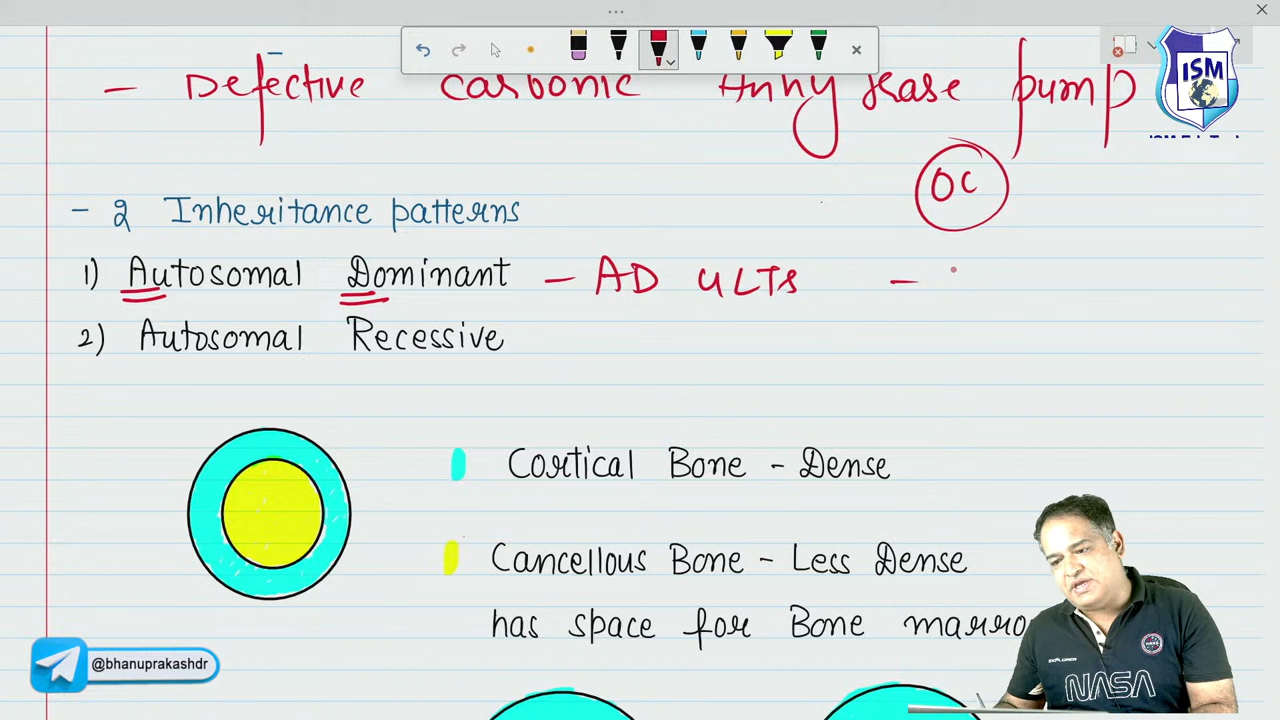 - Defective carbonic Anhydrase pump
ISM
OC
- 2 Inheritance patterns
1) Autosomal Dominant - AD ULTS -
2) Autosomal Recessive
Cortical Bone - Dense
Cancellous Bone - Less Dense
has space for Bone marro
@bhanuprakashdr
EXPLORER
NASA